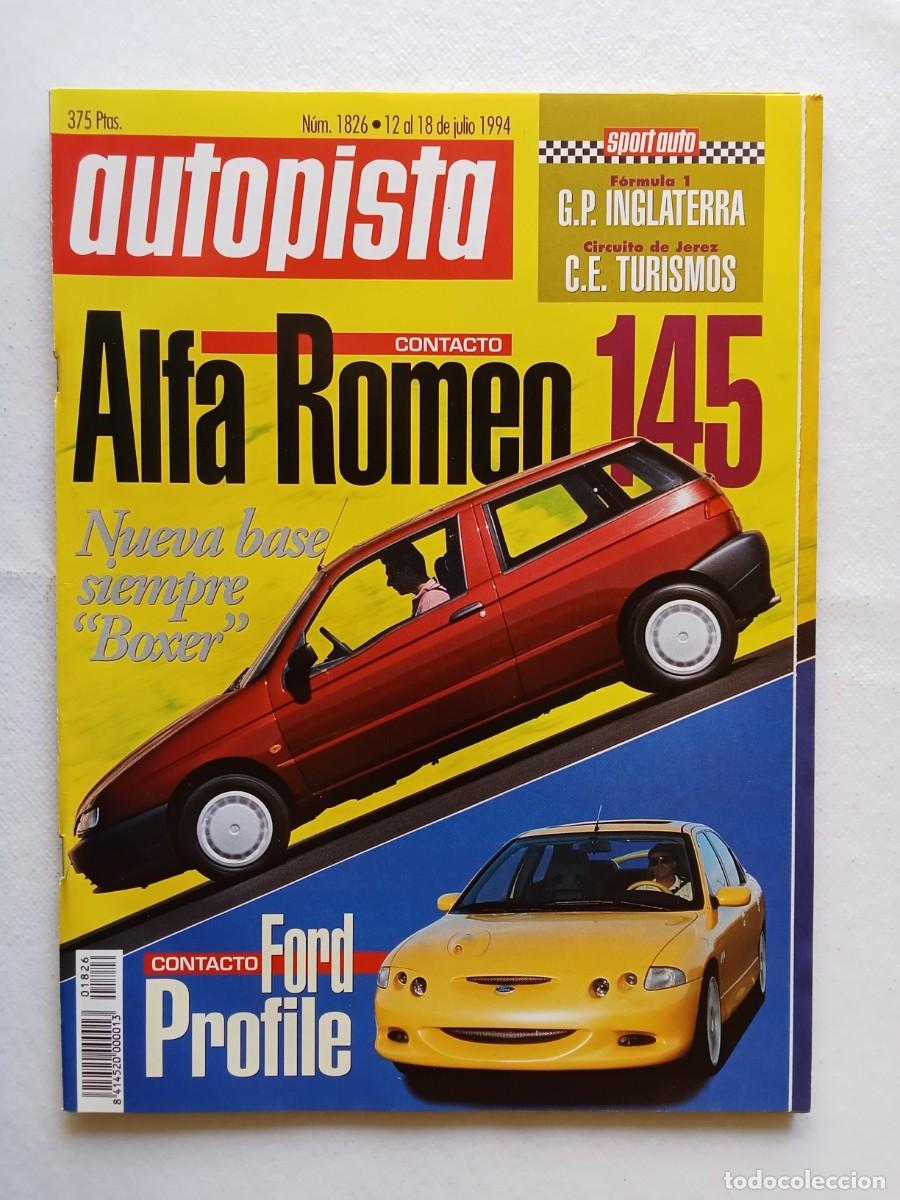 375 Ptas.
Núm. 1826 • 12 al 18 de julio 1994
autopista
sport auto
Fórmula 1
G.P. INGLATERRA
Circuito de Jerez
C.E. TURISMOS
CONTACTO
Alfa Romeo 145
Nueva base
siempre
“Boxer”
CONTACTO
Ford
Profile
Ford
01826
8 414520 000013
todocoleccion